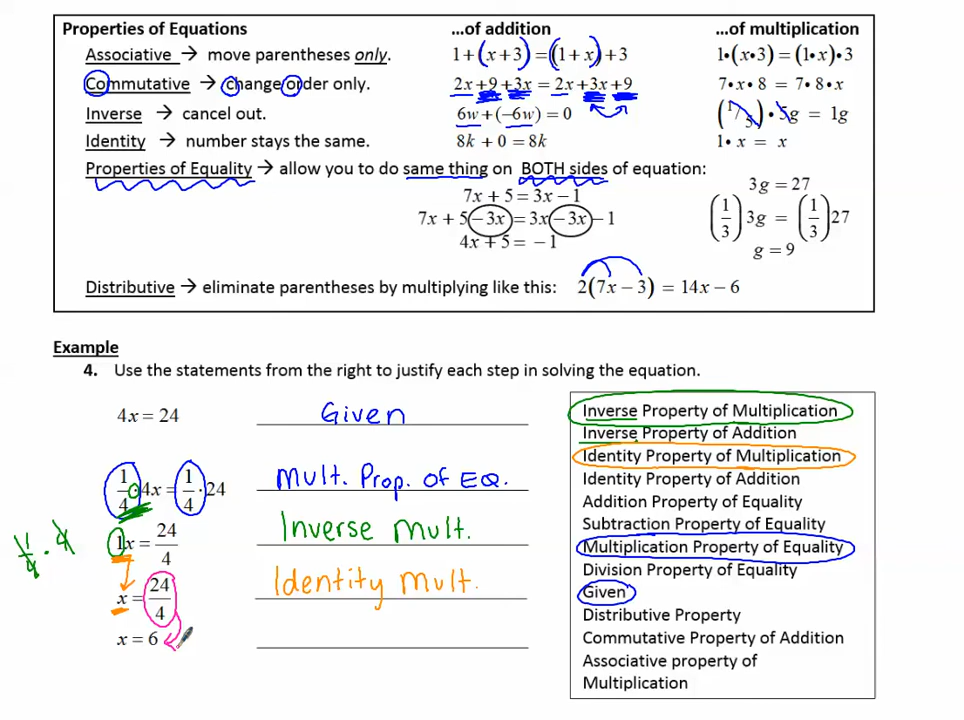 Properties of Equations …of addition …of multiplication
Associative → move parentheses only. 1+(x+3)=(1+x)+3 1•(x•3)=(1•x)•3
Commutative → change order only. 2x+9+3x = 2x+3x+9 7•x•8 = 7•8•x
Inverse → cancel out. 6w+(−6w)=0 (1/5)•5g = 1g
Identity → number stays the same. 8k+0=8k 1•x = x
Properties of Equality → allow you to do same thing on BOTH sides of equation:
7x+5=3x−1 3g=27
7x+5−3x=3x−3x−1 (1/3)3g = (1/3)27
4x+5=−1 g=9
Distributive → eliminate parentheses by multiplying like this: 2(7x−3)=14x−6
Example
4. Use the statements from the right to justify each step in solving the equation.
4x=24 Given
1/4•4x=1/4•24 Mult. Prop. of EQ.
1x=24/4 Inverse mult.
1/4 • 4
x=24/4 Identity mult.
x=6
Inverse Property of Multiplication
Inverse Property of Addition
Identity Property of Multiplication
Identity Property of Addition
Addition Property of Equality
Subtraction Property of Equality
Multiplication Property of Equality
Division Property of Equality
Given
Distributive Property
Commutative Property of Addition
Associative property of
Multiplication